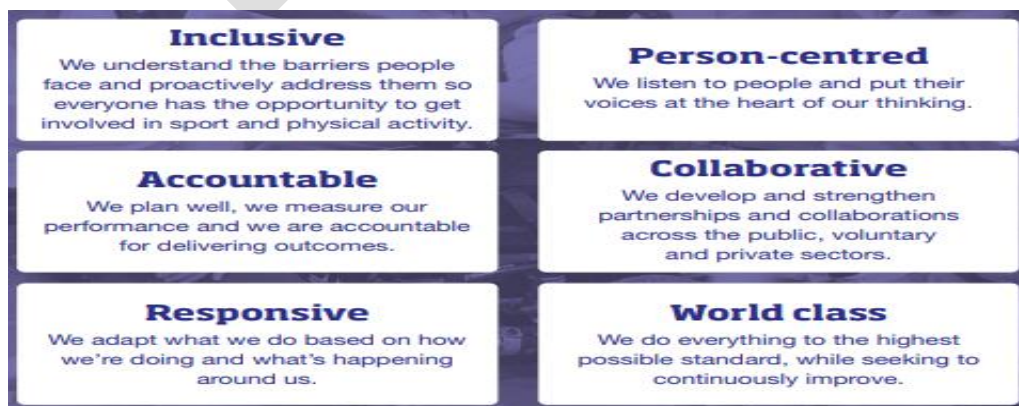 Inclusive
We understand the barriers people
face and proactively address them so
everyone has the opportunity to get
involved in sport and physical activity.
Person-centred
We listen to people and put their
voices at the heart of our thinking.
Accountable
We plan well, we measure our
performance and we are accountable
for delivering outcomes.
Collaborative
We develop and strengthen
partnerships and collaborations
across the public, voluntary
and private sectors.
Responsive
We adapt what we do based on how
we're doing and what's happening
around us.
World class
We do everything to the highest
possible standard, while seeking to
continuously improve.